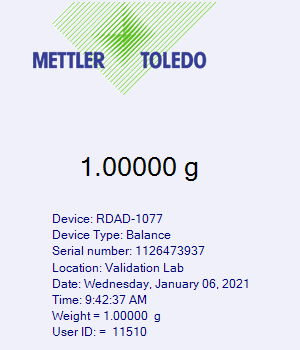 METTLER TOLEDO
1.00000 g
Device: RDAD-1077
Device Type: Balance
Serial number: 1126473937
Location: Validation Lab
Date: Wednesday, January 06, 2021
Time: 9:42:37 AM
Weight = 1.00000 g
User ID: = 11510